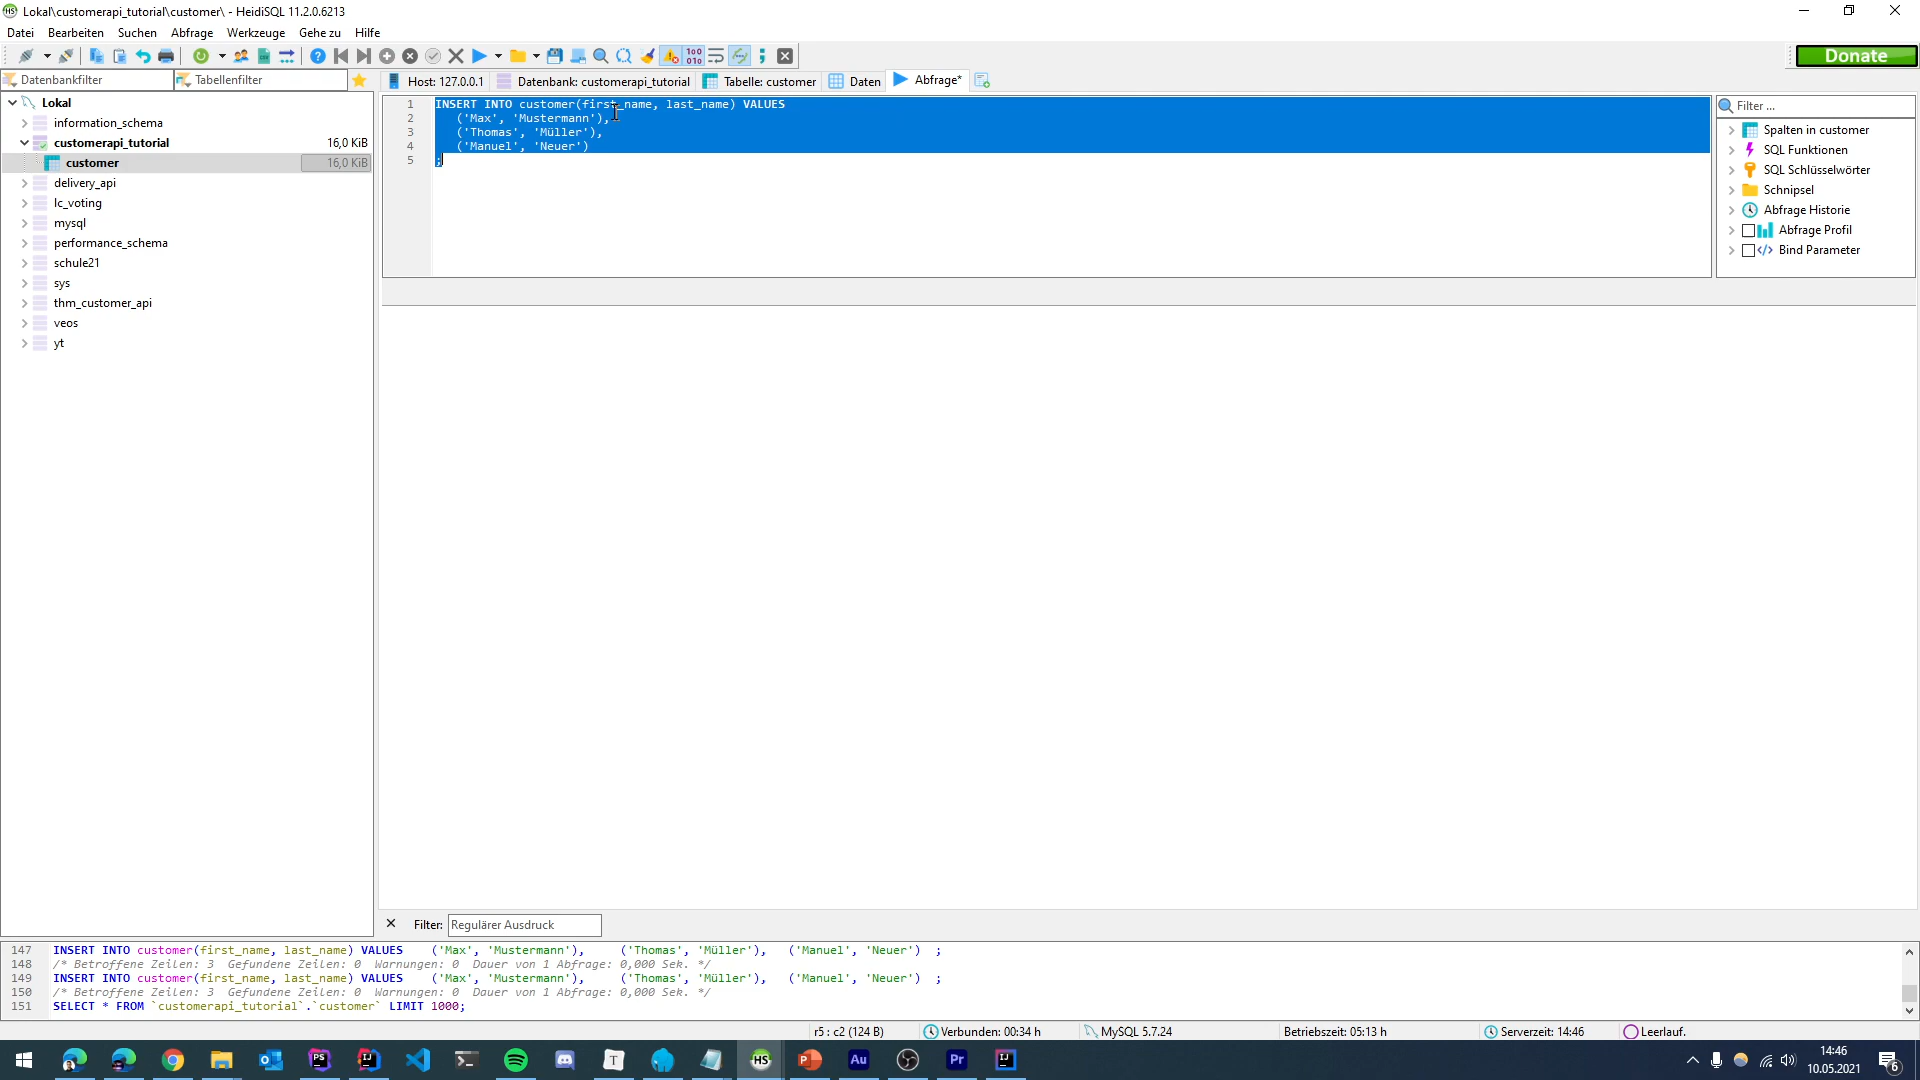 Lokal\customerapi_tutorial\customer\ - HeidiSQL 11.2.0.6213
Datei Bearbeiten Suchen Abfrage Werkzeuge Gehe zu Hilfe
Donate
Datenbankfilter
Tabellenfilter
Host: 127.0.0.1
Datenbank: customerapi_tutorial
Tabelle: customer
Daten
Abfrage*
Lokal
information_schema
customerapi_tutorial 16,0 KiB
customer 16,0 KiB
delivery_api
lc_voting
mysql
performance_schema
schule21
sys
thm_customer_api
veos
yt
1 INSERT INTO customer(first_name, last_name) VALUES
2 ('Max', 'Mustermann'),
3 ('Thomas', 'Müller'),
4 ('Manuel', 'Neuer')
5 ;
Filter ...
Spalten in customer
SQL Funktionen
SQL Schlüsselwörter
Schnipsel
Abfrage Historie
Abfrage Profil
Bind Parameter
Filter: Regulärer Ausdruck
147 INSERT INTO customer(first_name, last_name) VALUES ('Max', 'Mustermann'), ('Thomas', 'Müller'), ('Manuel', 'Neuer') ;
148 /* Betroffene Zeilen: 3 Gefundene Zeilen: 0 Warnungen: 0 Dauer von 1 Abfrage: 0,000 Sek. */
149 INSERT INTO customer(first_name, last_name) VALUES ('Max', 'Mustermann'), ('Thomas', 'Müller'), ('Manuel', 'Neuer') ;
150 /* Betroffene Zeilen: 3 Gefundene Zeilen: 0 Warnungen: 0 Dauer von 1 Abfrage: 0,000 Sek. */
151 SELECT * FROM `customerapi_tutorial`.`customer` LIMIT 1000;
r5 : c2 (124 B)
Verbunden: 00:34 h
MySQL 5.7.24
Betriebszeit: 05:13 h
Serverzeit: 14:46
Leerlauf.
PS
IJ
T
HS
P
Au
Pr
IJ
14:46
10.05.2021
6